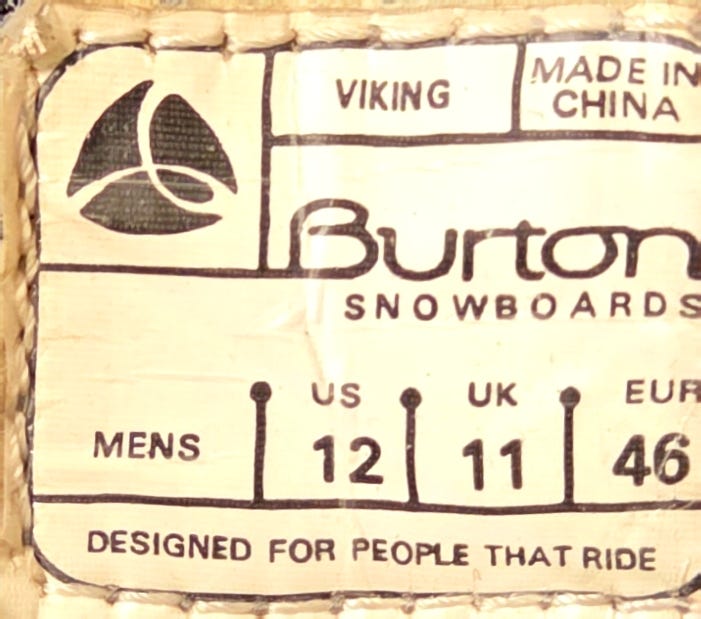 VIKING
MADE IN
CHINA
Burton
SNOWBOARDS
US UK EUR
MENS 12 11 46
DESIGNED FOR PEOPLE THAT RIDE